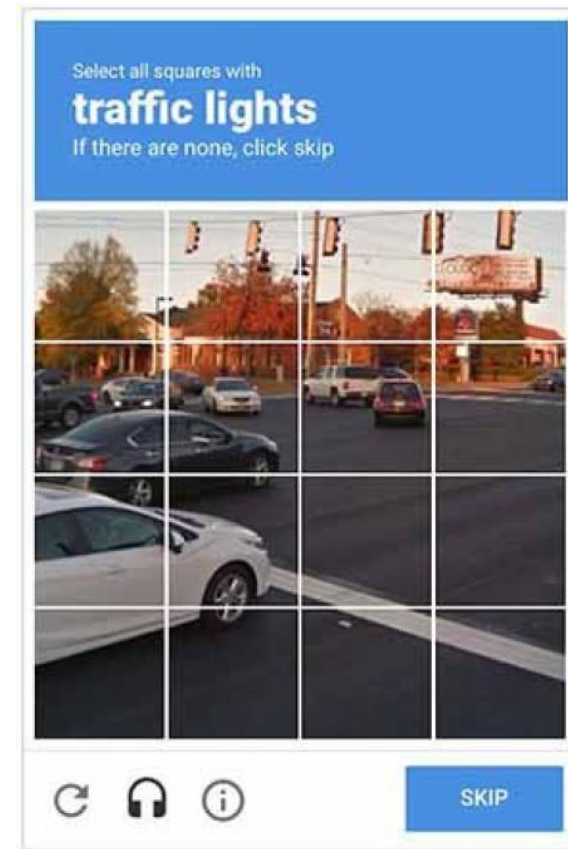 Select all squares with
traffic lights
If there are none, click skip
SKIP